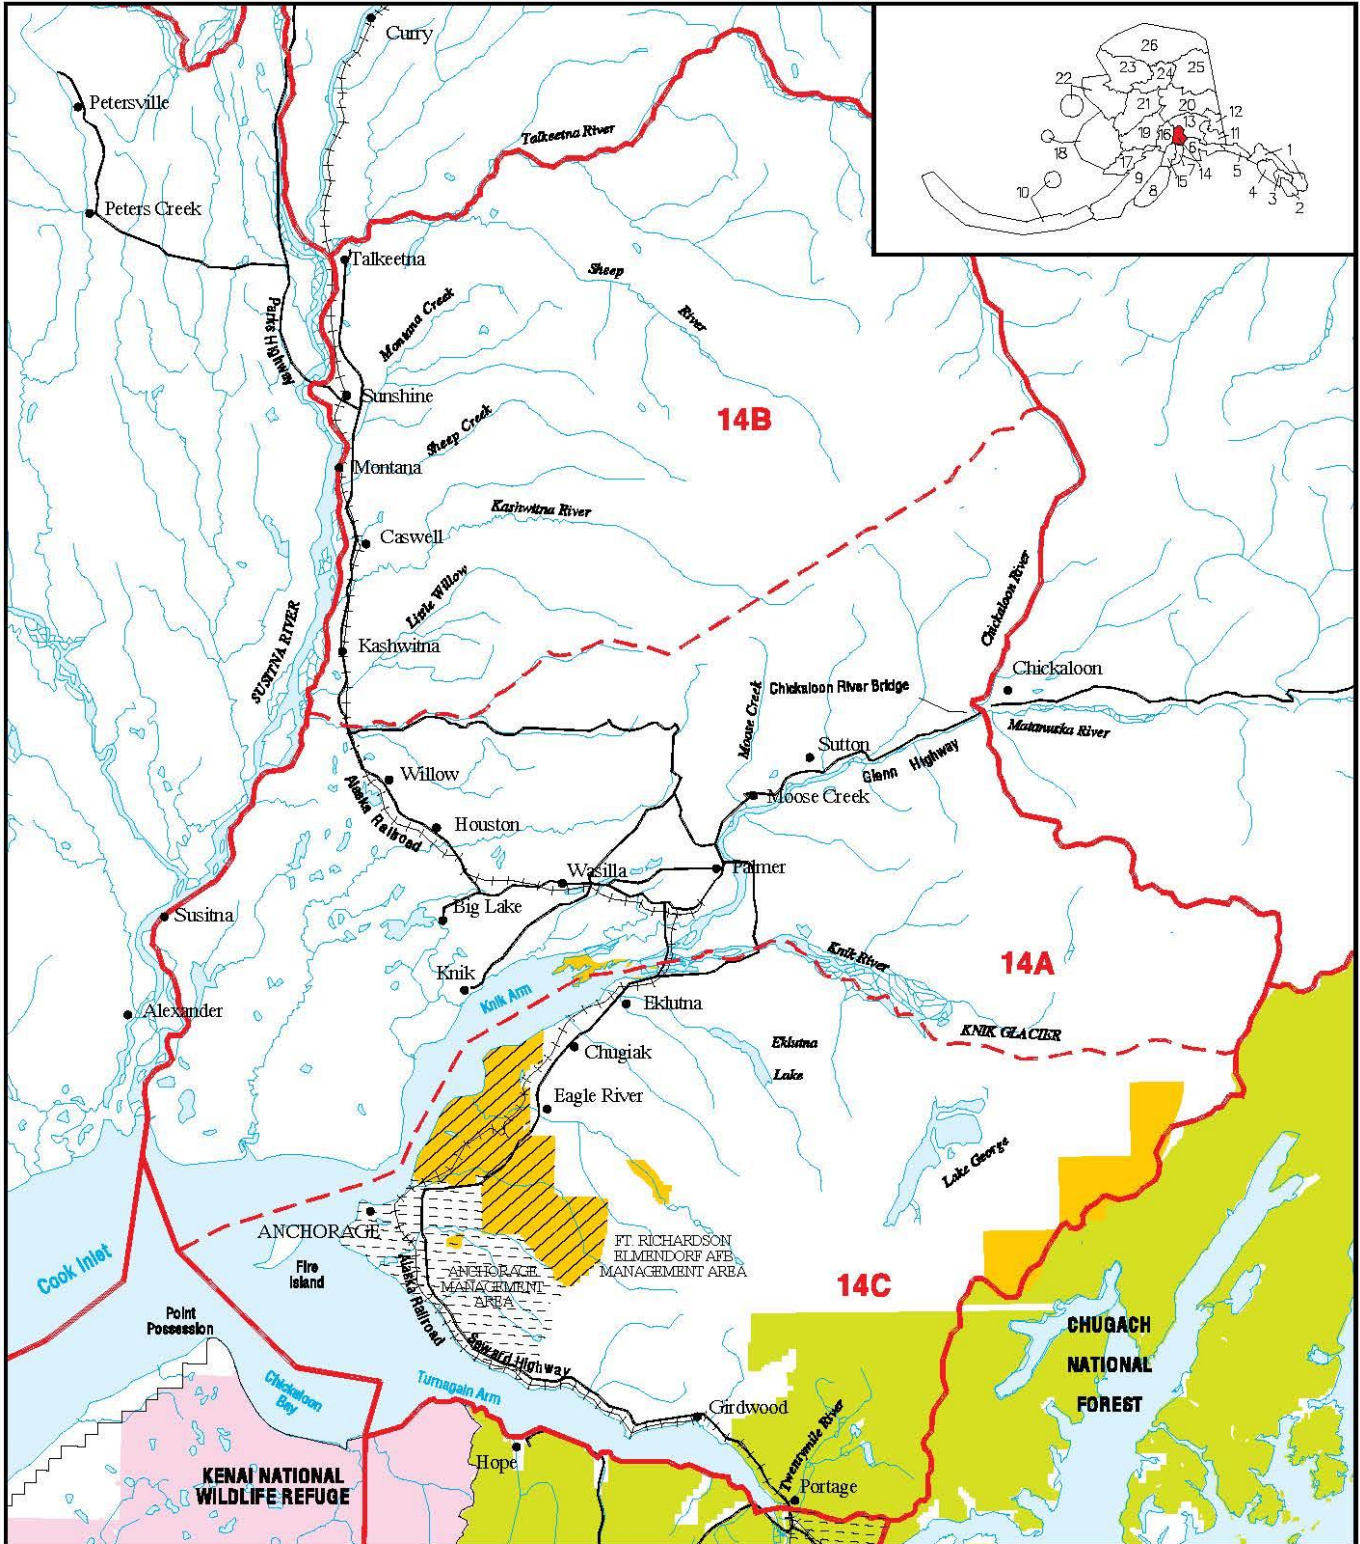 Curry
Petersville
Talkeetna River
Peters Creek
Talkeetna
Sheep
River
Parks Highway
Montana Creek
Sunshine
14B
Sheep Creek
Montana
Kashwitna River
Caswell
Little Willow
Chickaloon River
SUSITNA RIVER
Kashwitna
Chickaloon
Chickaloon River Bridge
Moose Creek
Matanuska River
Sutton
Glenn Highway
Willow
Alaska Railroad
Moose Creek
Houston
Wasilla
Palmer
Big Lake
Susitna
Knik
Knik River
14A
Knik Arm
Eklutna
Alexander
KNIK GLACIER
Chugiak
Eklutna
Lake
Eagle River
Lake George
ANCHORAGE
FT. RICHARDSON
ELMENDORF AFB
MANAGEMENT AREA
Cook Inlet
Fire
Island
ANCHORAGE
MANAGEMENT
AREA
14C
Alaska Railroad
Point
Possession
Seward Highway
CHUGACH
NATIONAL
FOREST
Chickaloon
Bay
Turnagain Arm
Girdwood
Twentymile River
Hope
KENAI NATIONAL
WILDLIFE REFUGE
Portage
26
23
24
25
22
21
20
12
13
19
16
11
18
6
1
17
7
14
5
9
15
10
8
4
3
2